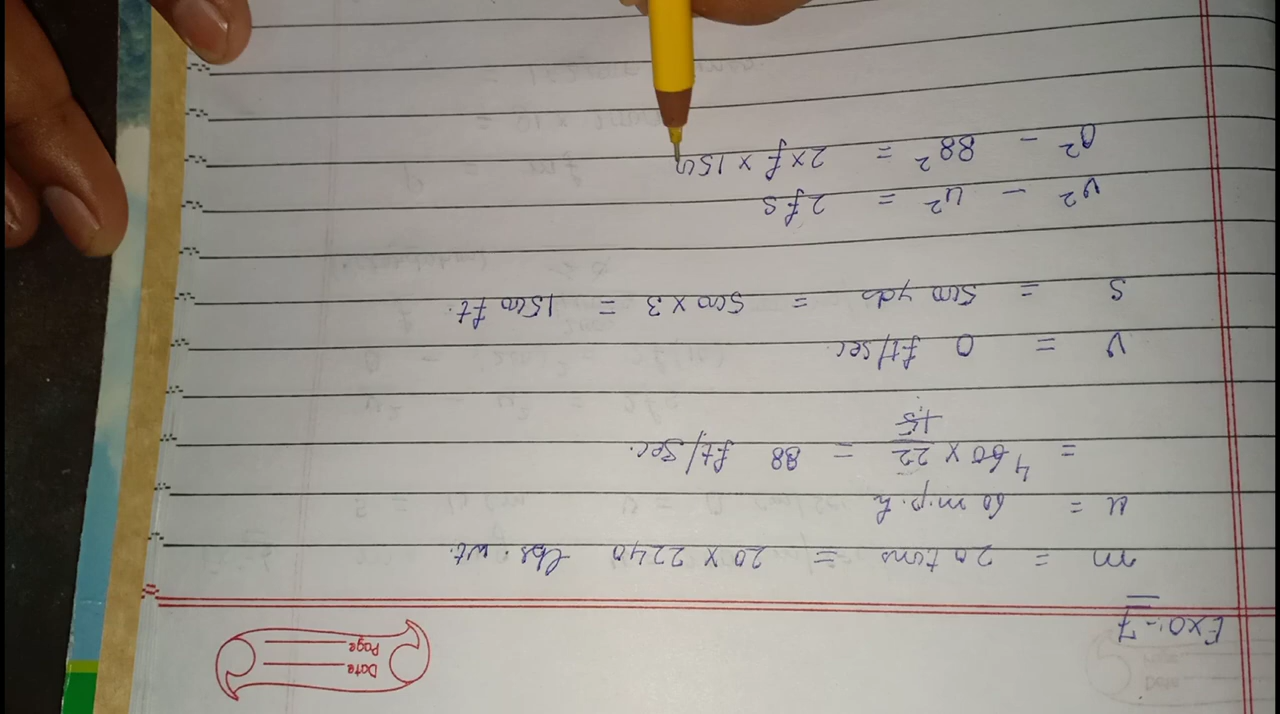 Date
Page
Exa:-7
m = 20 tons = 20 x 2240 lbs. wt.
u = 60 m.p.h
= 4 60 x 22 / 15 = 88 ft/sec.
v = 0 ft/sec.
s = 500 yds = 500 x 3 = 1500 ft.
v² - u² = 2fs
0² - 88² = 2 x f x 150